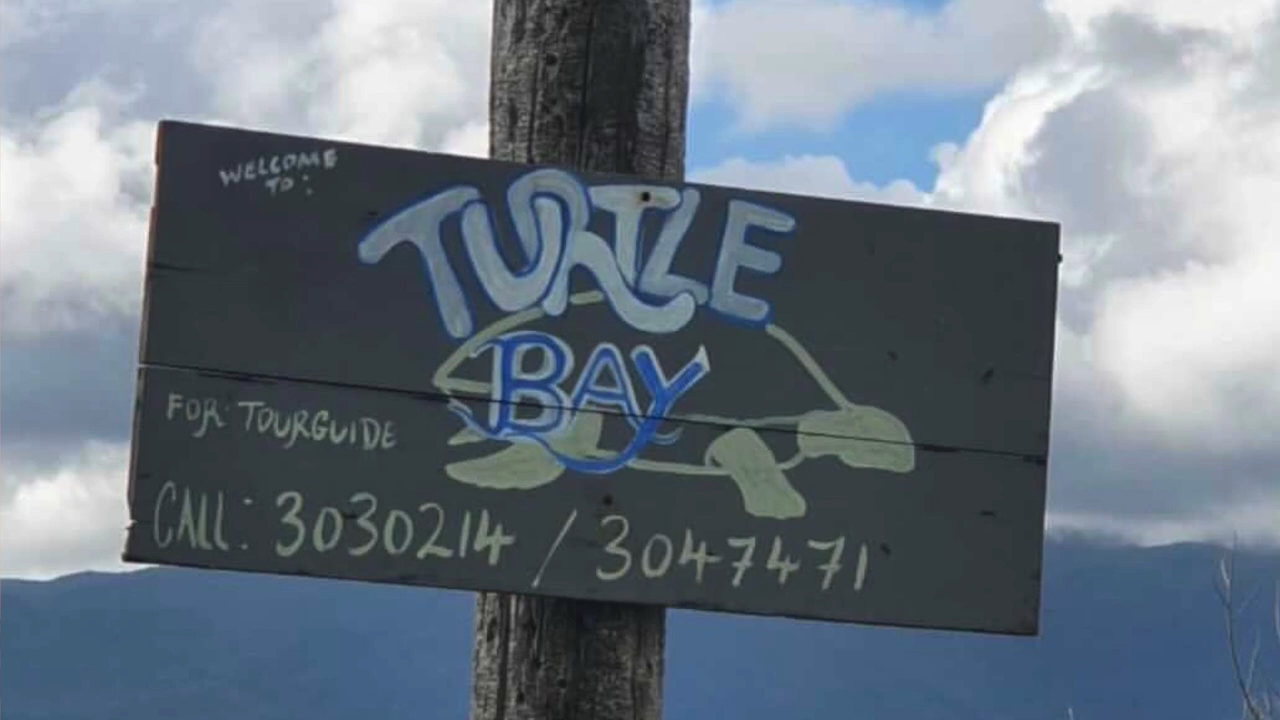 WELCOME
TO:
TURTLE
BAY
FOR TOURGUIDE
CALL: 3030214 / 3047471